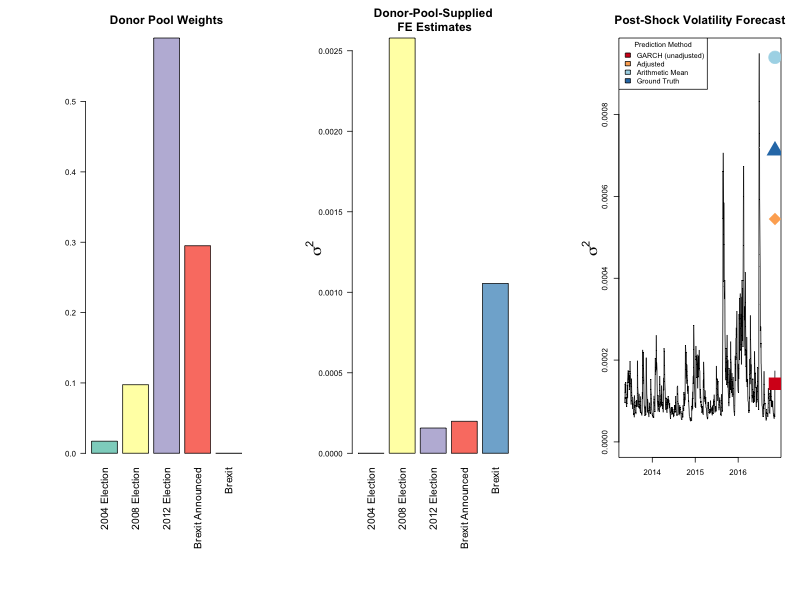 Donor Pool Weights
0.0
0.1
0.2
0.3
0.4
0.5
2004 Election
2008 Election
2012 Election
Brexit Announced
Brexit
Donor-Pool-Supplied
FE Estimates
σ²
0.0000
0.0005
0.0010
0.0015
0.0020
0.0025
2004 Election
2008 Election
2012 Election
Brexit Announced
Brexit
Post-Shock Volatility Forecast
Prediction Method
GARCH (unadjusted)
Adjusted
Arithmetic Mean
Ground Truth
σ²
0.0000
0.0002
0.0004
0.0006
0.0008
2014
2015
2016